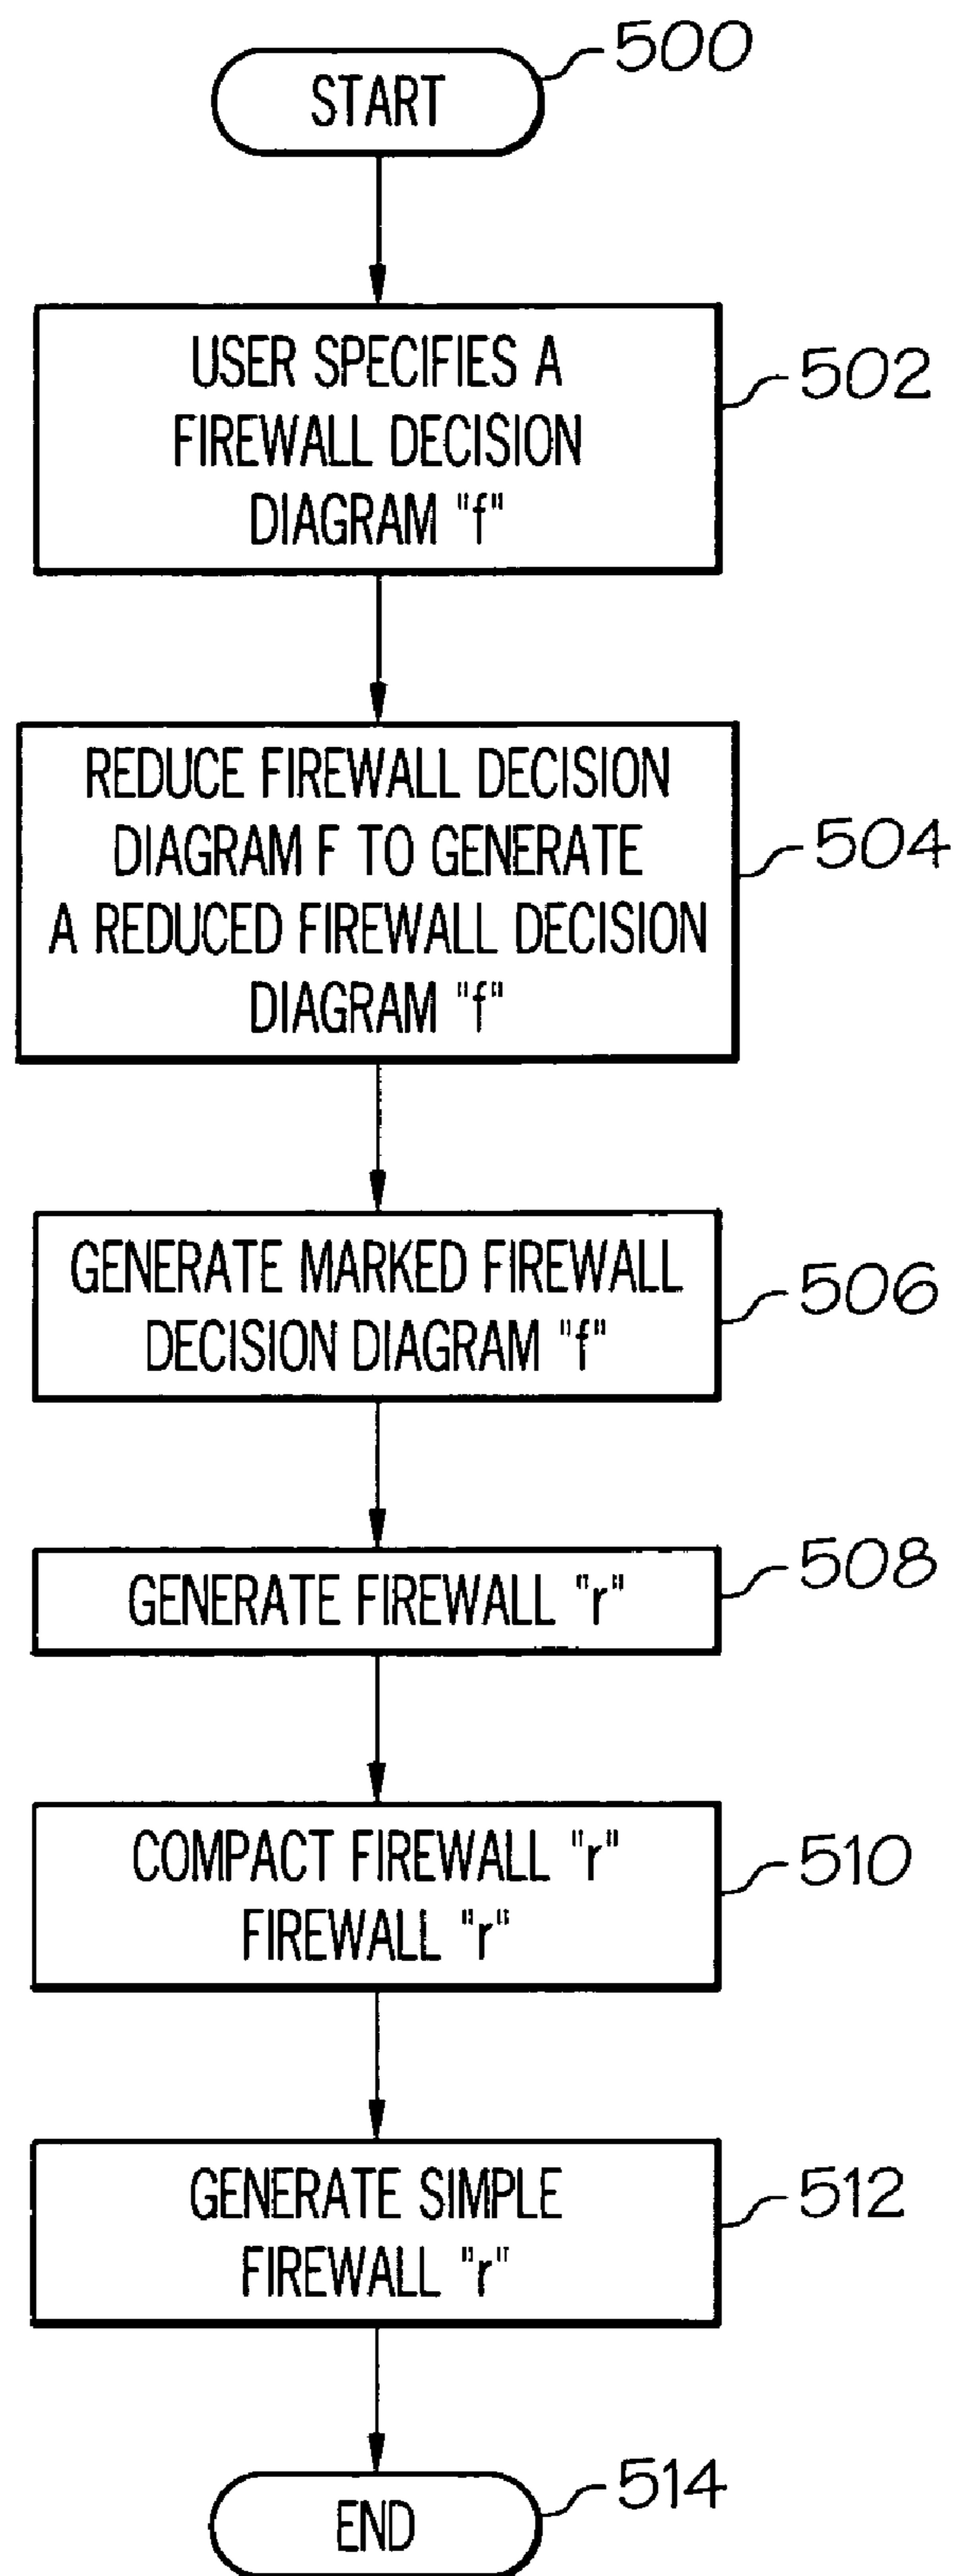 START
500
USER SPECIFIES A
FIREWALL DECISION
DIAGRAM "f"
502
REDUCE FIREWALL DECISION
DIAGRAM F TO GENERATE
A REDUCED FIREWALL DECISION
DIAGRAM "f"
504
GENERATE MARKED FIREWALL
DECISION DIAGRAM "f"
506
GENERATE FIREWALL "r"
508
COMPACT FIREWALL "r"
FIREWALL "r"
510
GENERATE SIMPLE
FIREWALL "r"
512
END
514